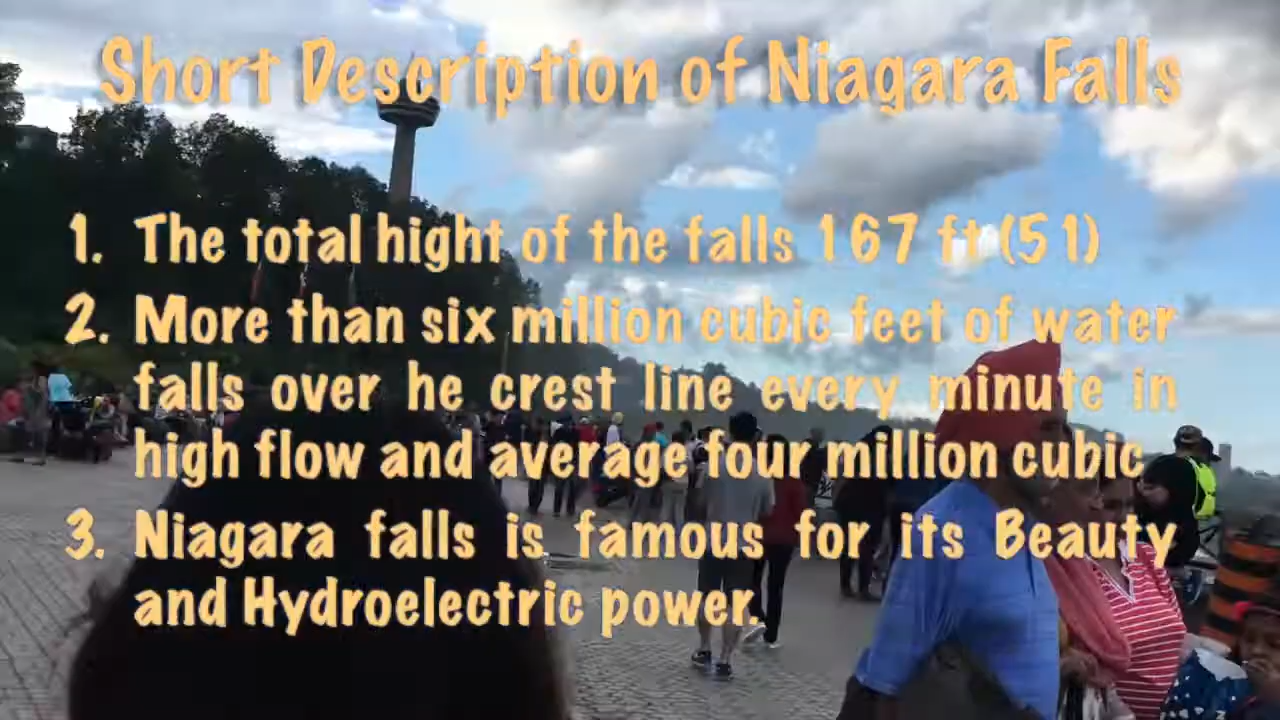 Short Description of Niagara Falls
1. The total hight of the falls 167 ft (51)
2. More than six million cubic feet of water
falls over he crest line every minute in
high flow and average four million cubic
3. Niagara falls is famous for its Beauty
and Hydroelectric power.